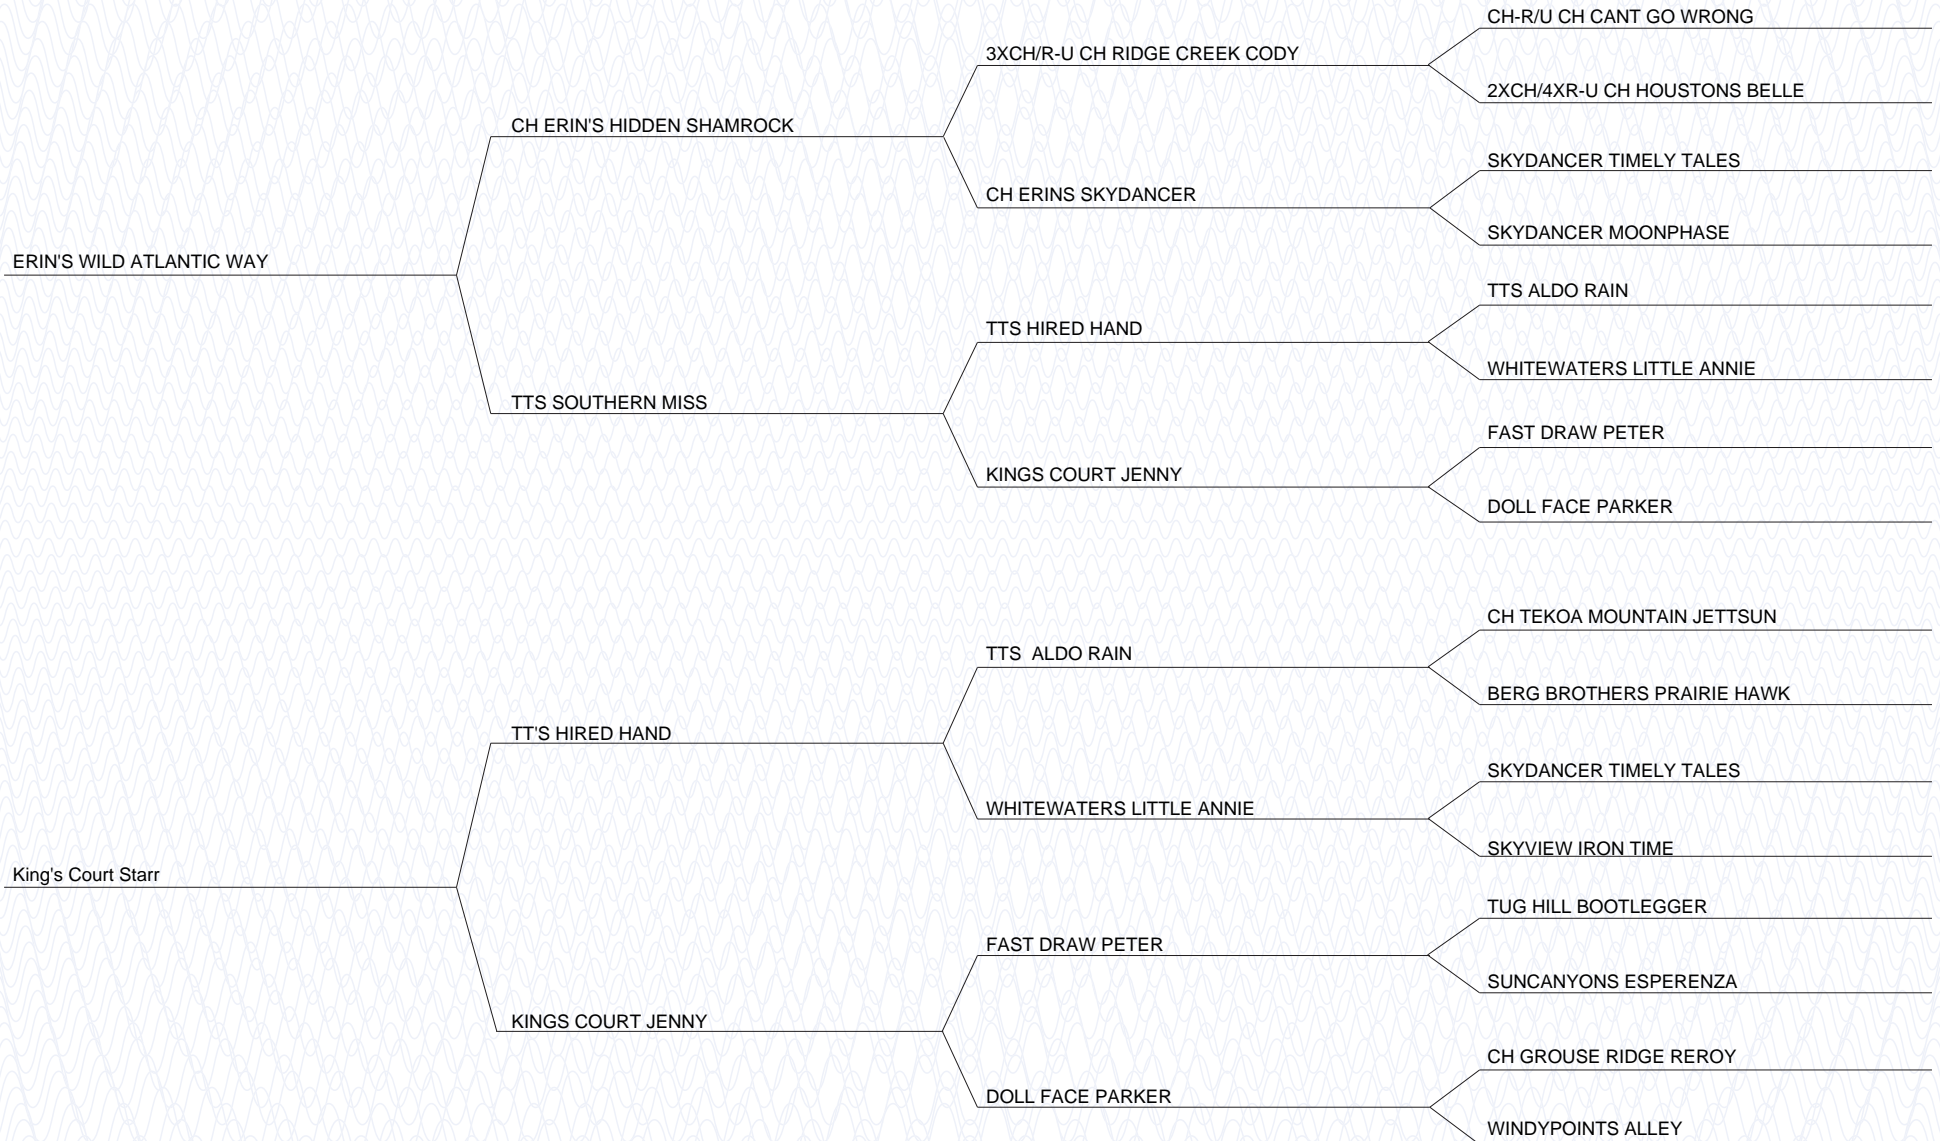 CH-R/U CH CANT GO WRONG
3XCH/R-U CH RIDGE CREEK CODY
2XCH/4XR-U CH HOUSTONS BELLE
CH ERIN'S HIDDEN SHAMROCK
SKYDANCER TIMELY TALES
CH ERINS SKYDANCER
SKYDANCER MOONPHASE
ERIN'S WILD ATLANTIC WAY
TTS ALDO RAIN
TTS HIRED HAND
WHITEWATERS LITTLE ANNIE
TTS SOUTHERN MISS
FAST DRAW PETER
KINGS COURT JENNY
DOLL FACE PARKER
CH TEKOA MOUNTAIN JETTSUN
TTS  ALDO RAIN
BERG BROTHERS PRAIRIE HAWK
TT'S HIRED HAND
SKYDANCER TIMELY TALES
WHITEWATERS LITTLE ANNIE
SKYVIEW IRON TIME
King's Court Starr
TUG HILL BOOTLEGGER
FAST DRAW PETER
SUNCANYONS ESPERENZA
KINGS COURT JENNY
CH GROUSE RIDGE REROY
DOLL FACE PARKER
WINDYPOINTS ALLEY